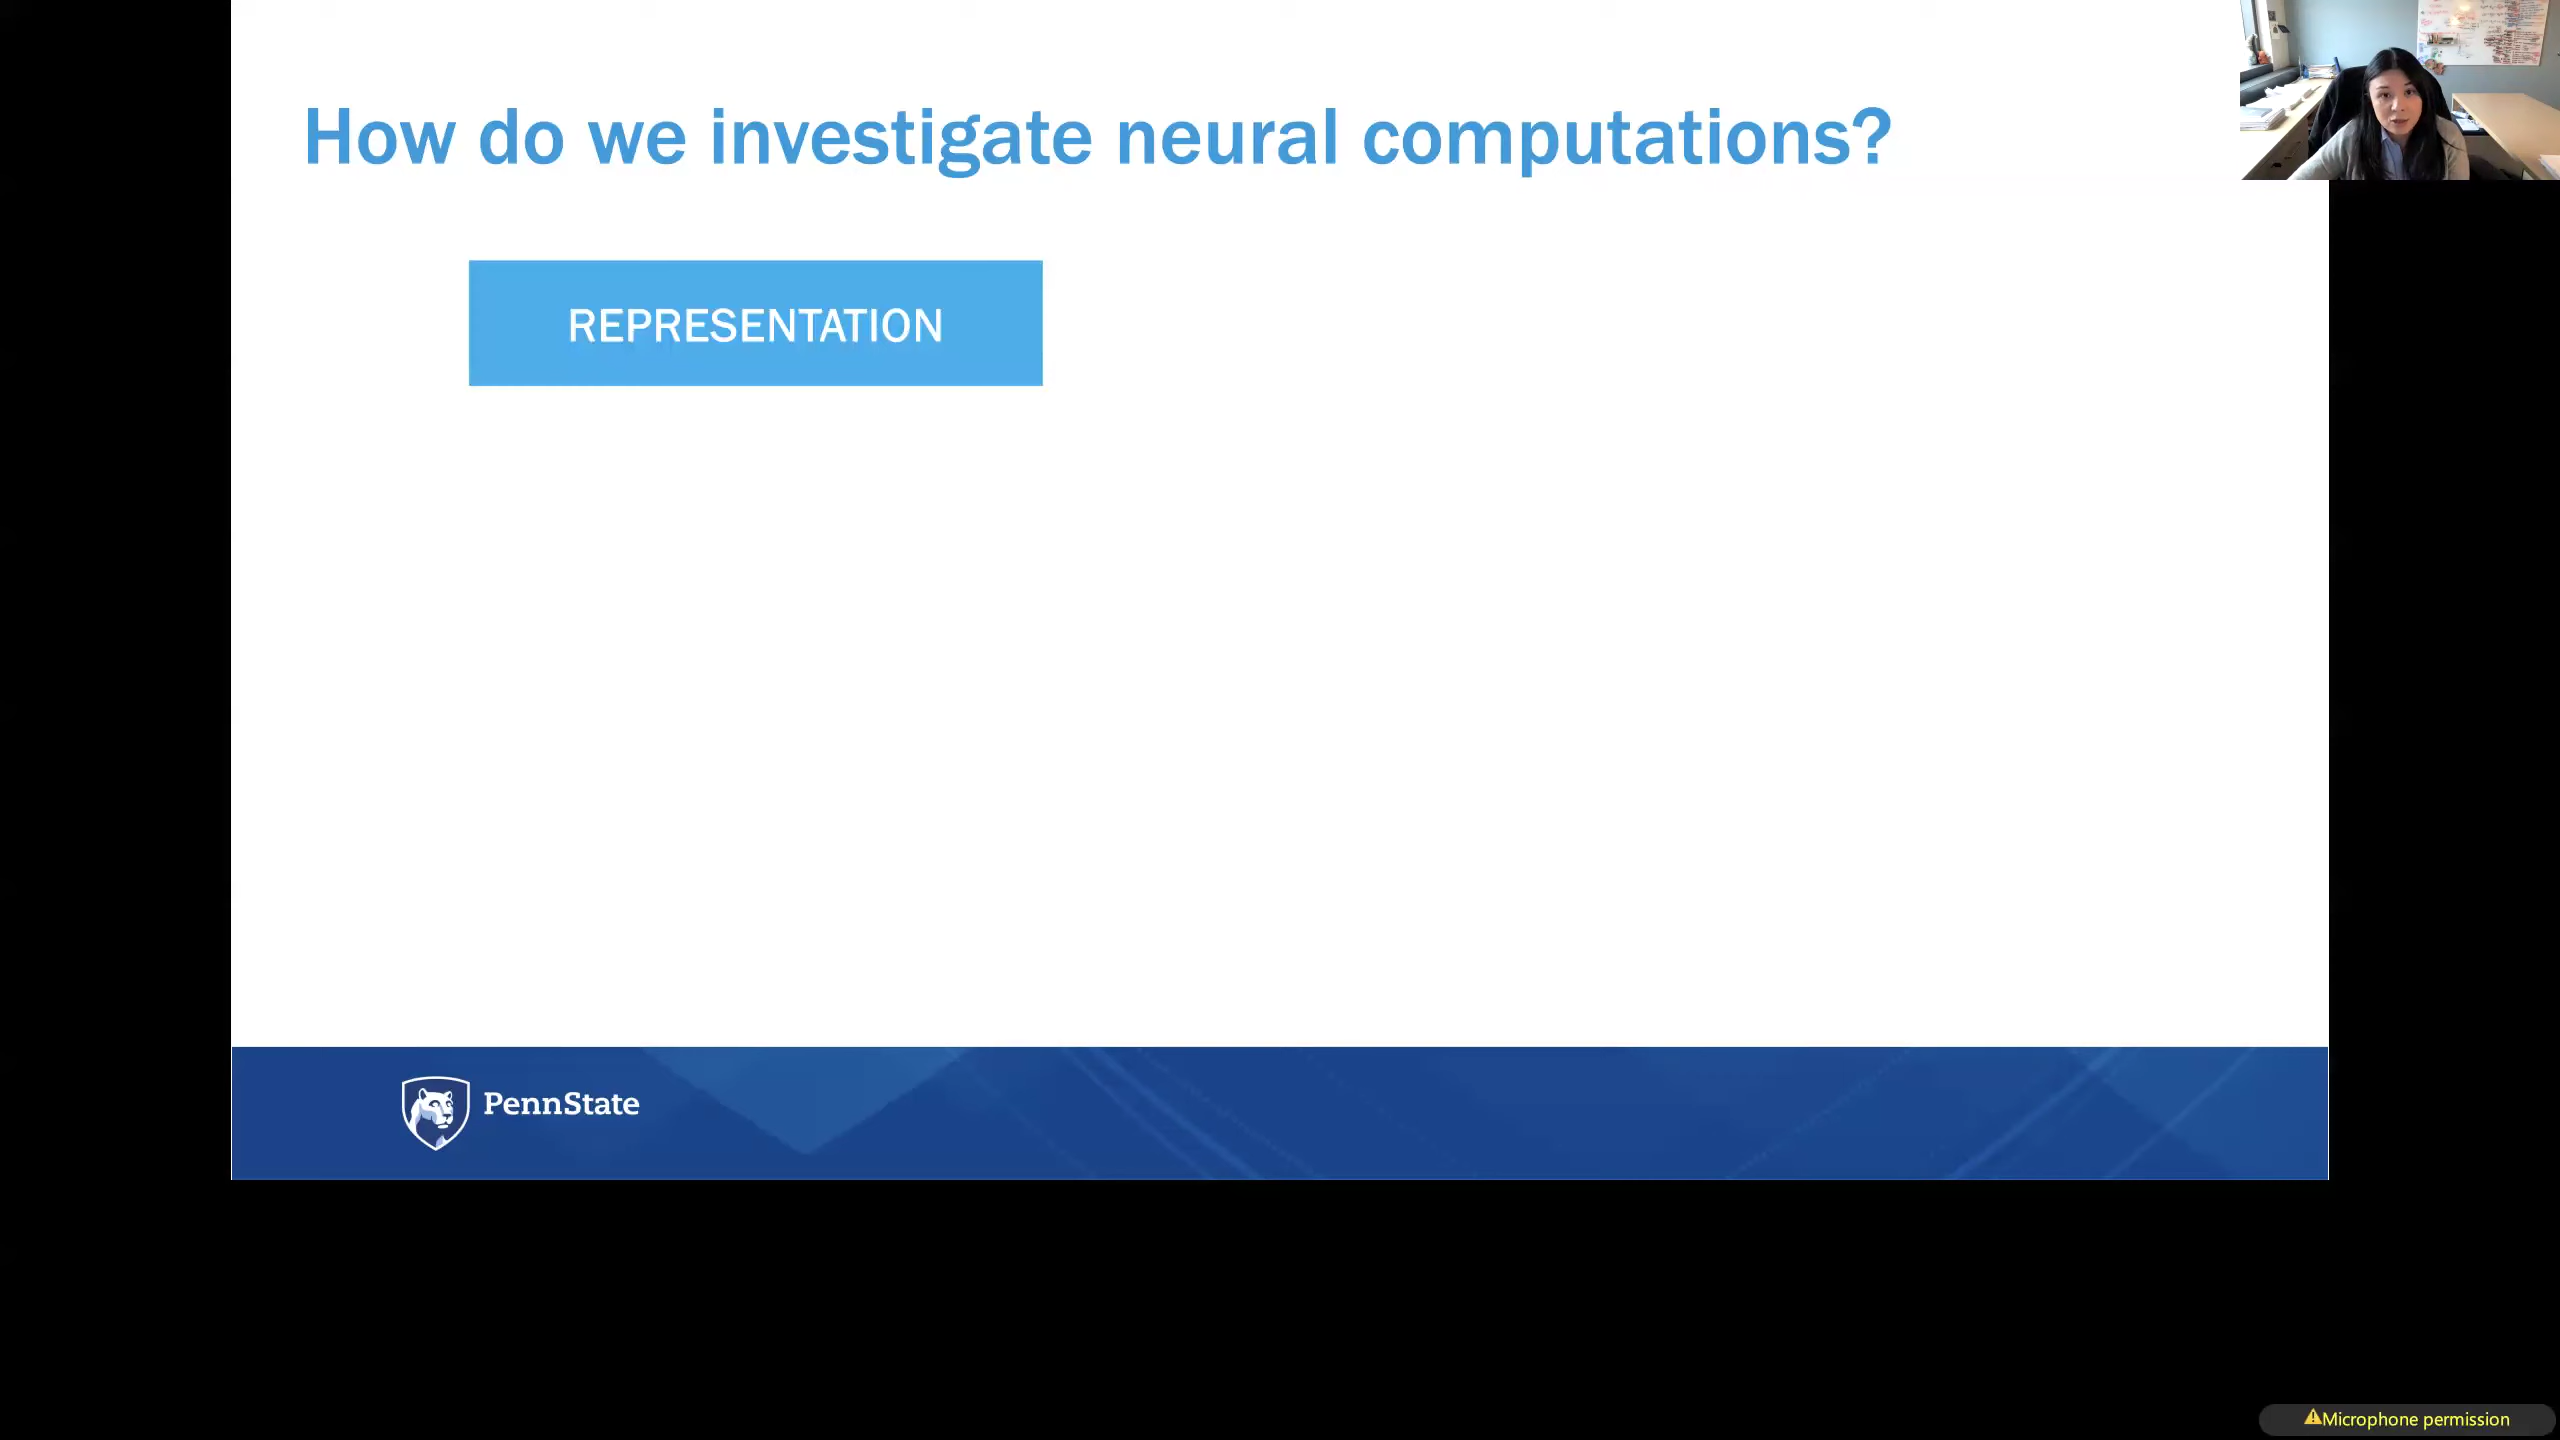 How do we investigate neural computations?
REPRESENTATION
PennState
Microphone permission